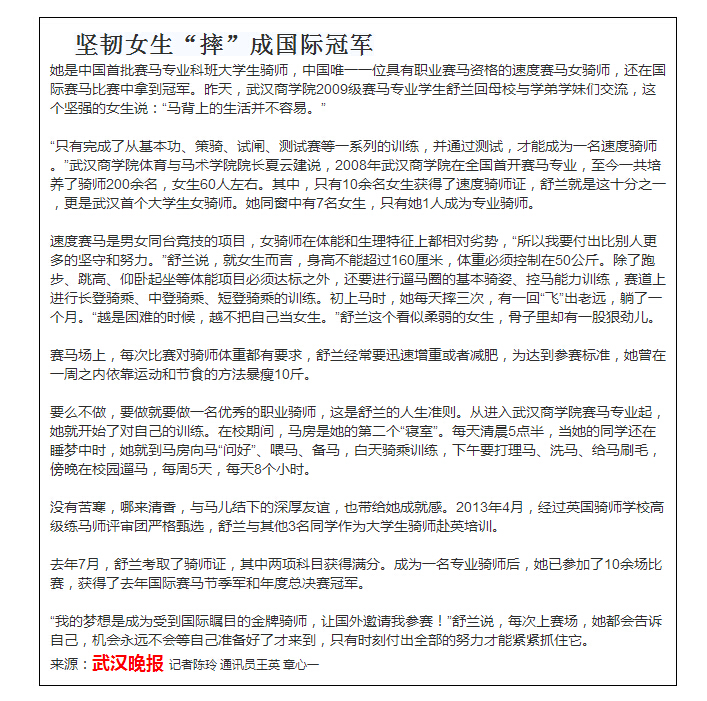 坚韧女生“摔”成国际冠军
她是中国首批赛马专业科班大学生骑师，中国唯一一位具有职业赛马资格的速度赛马女骑师，还在国
际赛马比赛中拿到冠军。昨天，武汉商学院2009级赛马专业学生舒兰回母校与学弟学妹们交流，这
个坚强的女生说：“马背上的生活并不容易。”
“只有完成了从基本功、策骑、试闸、测试赛等一系列的训练，并通过测试，才能成为一名速度骑师
。”武汉商学院体育与马术学院院长夏云建说，2008年武汉商学院在全国首开赛马专业，至今一共培
养了骑师200余名，女生60人左右。其中，只有10余名女生获得了速度骑师证，舒兰就是这十分之一
，更是武汉首个大学生女骑师。她同窗中有7名女生，只有她1人成为专业骑师。
速度赛马是男女同台竞技的项目，女骑师在体能和生理特征上都相对劣势，“所以我要付出比别人更
多的坚守和努力。”舒兰说，就女生而言，身高不能超过160厘米，体重必须控制在50公斤。除了跑
步、跳高、仰卧起坐等体能项目必须达标之外，还要进行遛马圈的基本骑姿、控马能力训练，赛道上
进行长登骑乘、中登骑乘、短登骑乘的训练。初上马时，她每天摔三次，有一回“飞”出老远，躺了一
个月。“越是困难的时候，越不把自己当女生。”舒兰这个看似柔弱的女生，骨子里却有一股狠劲儿。
赛马场上，每次比赛对骑师体重都有要求，舒兰经常要迅速增重或者减肥，为达到参赛标准，她曾在
一周之内依靠运动和节食的方法暴瘦10斤。
要么不做，要做就要做一名优秀的职业骑师，这是舒兰的人生准则。从进入武汉商学院赛马专业起，
她就开始了对自己的训练。在校期间，马房是她的第二个“寝室”。每天清晨5点半，当她的同学还在
睡梦中时，她就到马房向马“问好”、喂马、备马，白天骑乘训练，下午要打理马、洗马、给马刷毛，
傍晚在校园遛马，每周5天，每天8个小时。
没有苦寒，哪来清香，与马儿结下的深厚友谊，也带给她成就感。2013年4月，经过英国骑师学校高
级练马师评审团严格甄选，舒兰与其他3名同学作为大学生骑师赴英培训。
去年7月，舒兰考取了骑师证，其中两项科目获得满分。成为一名专业骑师后，她已参加了10余场比
赛，获得了去年国际赛马节季军和年度总决赛冠军。
“我的梦想是成为受到国际瞩目的金牌骑师，让国外邀请我参赛！”舒兰说，每次上赛场，她都会告诉
自己，机会永远不会等自己准备好了才来到，只有时刻付出全部的努力才能紧紧抓住它。
来源：武汉晚报 记者陈玲 通讯员王英 章心一